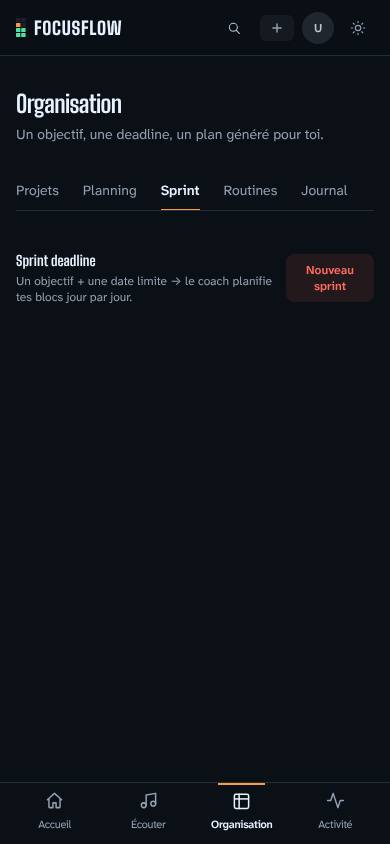 FOCUSFLOW
U
Organisation
Un objectif, une deadline, un plan généré pour toi.
Projets Planning Sprint Routines Journal
Sprint deadline
Un objectif + une date limite → le coach planifie
tes blocs jour par jour.
Nouveau
sprint
Accueil Écouter Organisation Activité